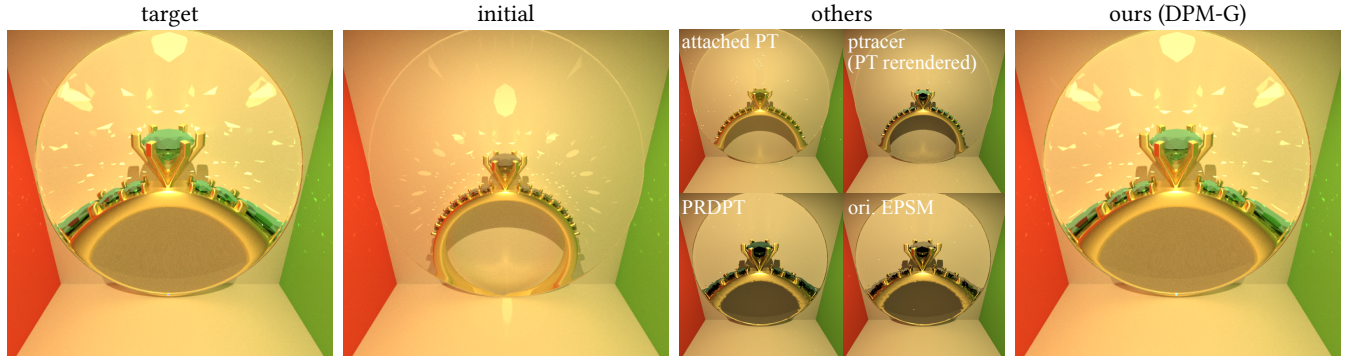 target
initial
others
ours (DPM-G)
attached PT
ptracer
(PT rerendered)
PRDPT
ori. EPSM